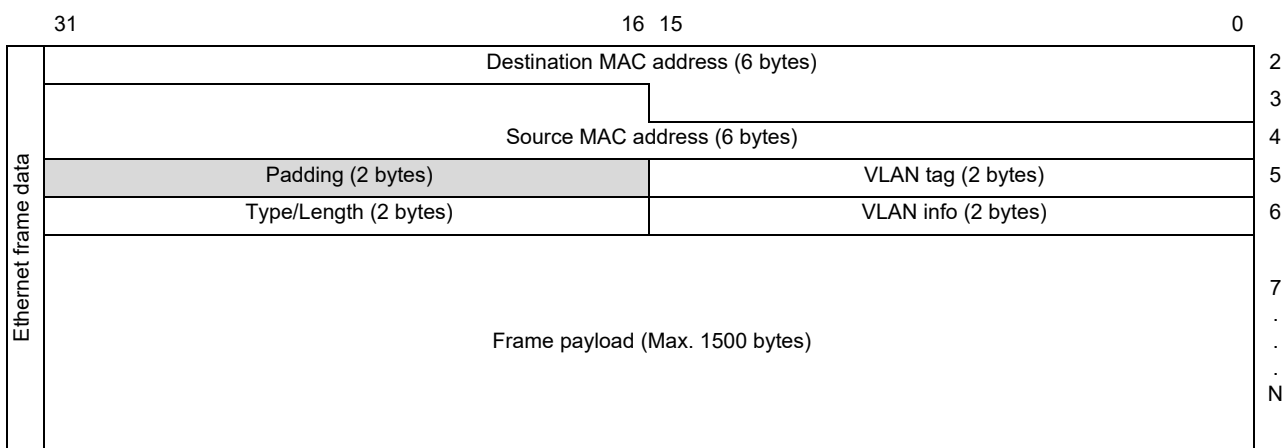 31 16 15 0
Destination MAC address (6 bytes) 2
3
Source MAC address (6 bytes) 4
Padding (2 bytes) VLAN tag (2 bytes) 5
Type/Length (2 bytes) VLAN info (2 bytes) 6
Ethernet frame data
7
.
Frame payload (Max. 1500 bytes)
.
.
N